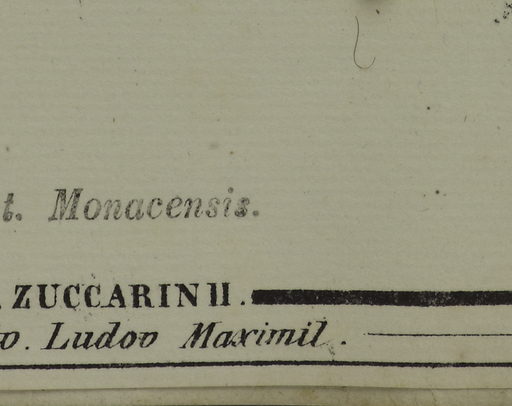 t. Monacensis.
. ZUCCARINII.
v. Ludov Maximil.